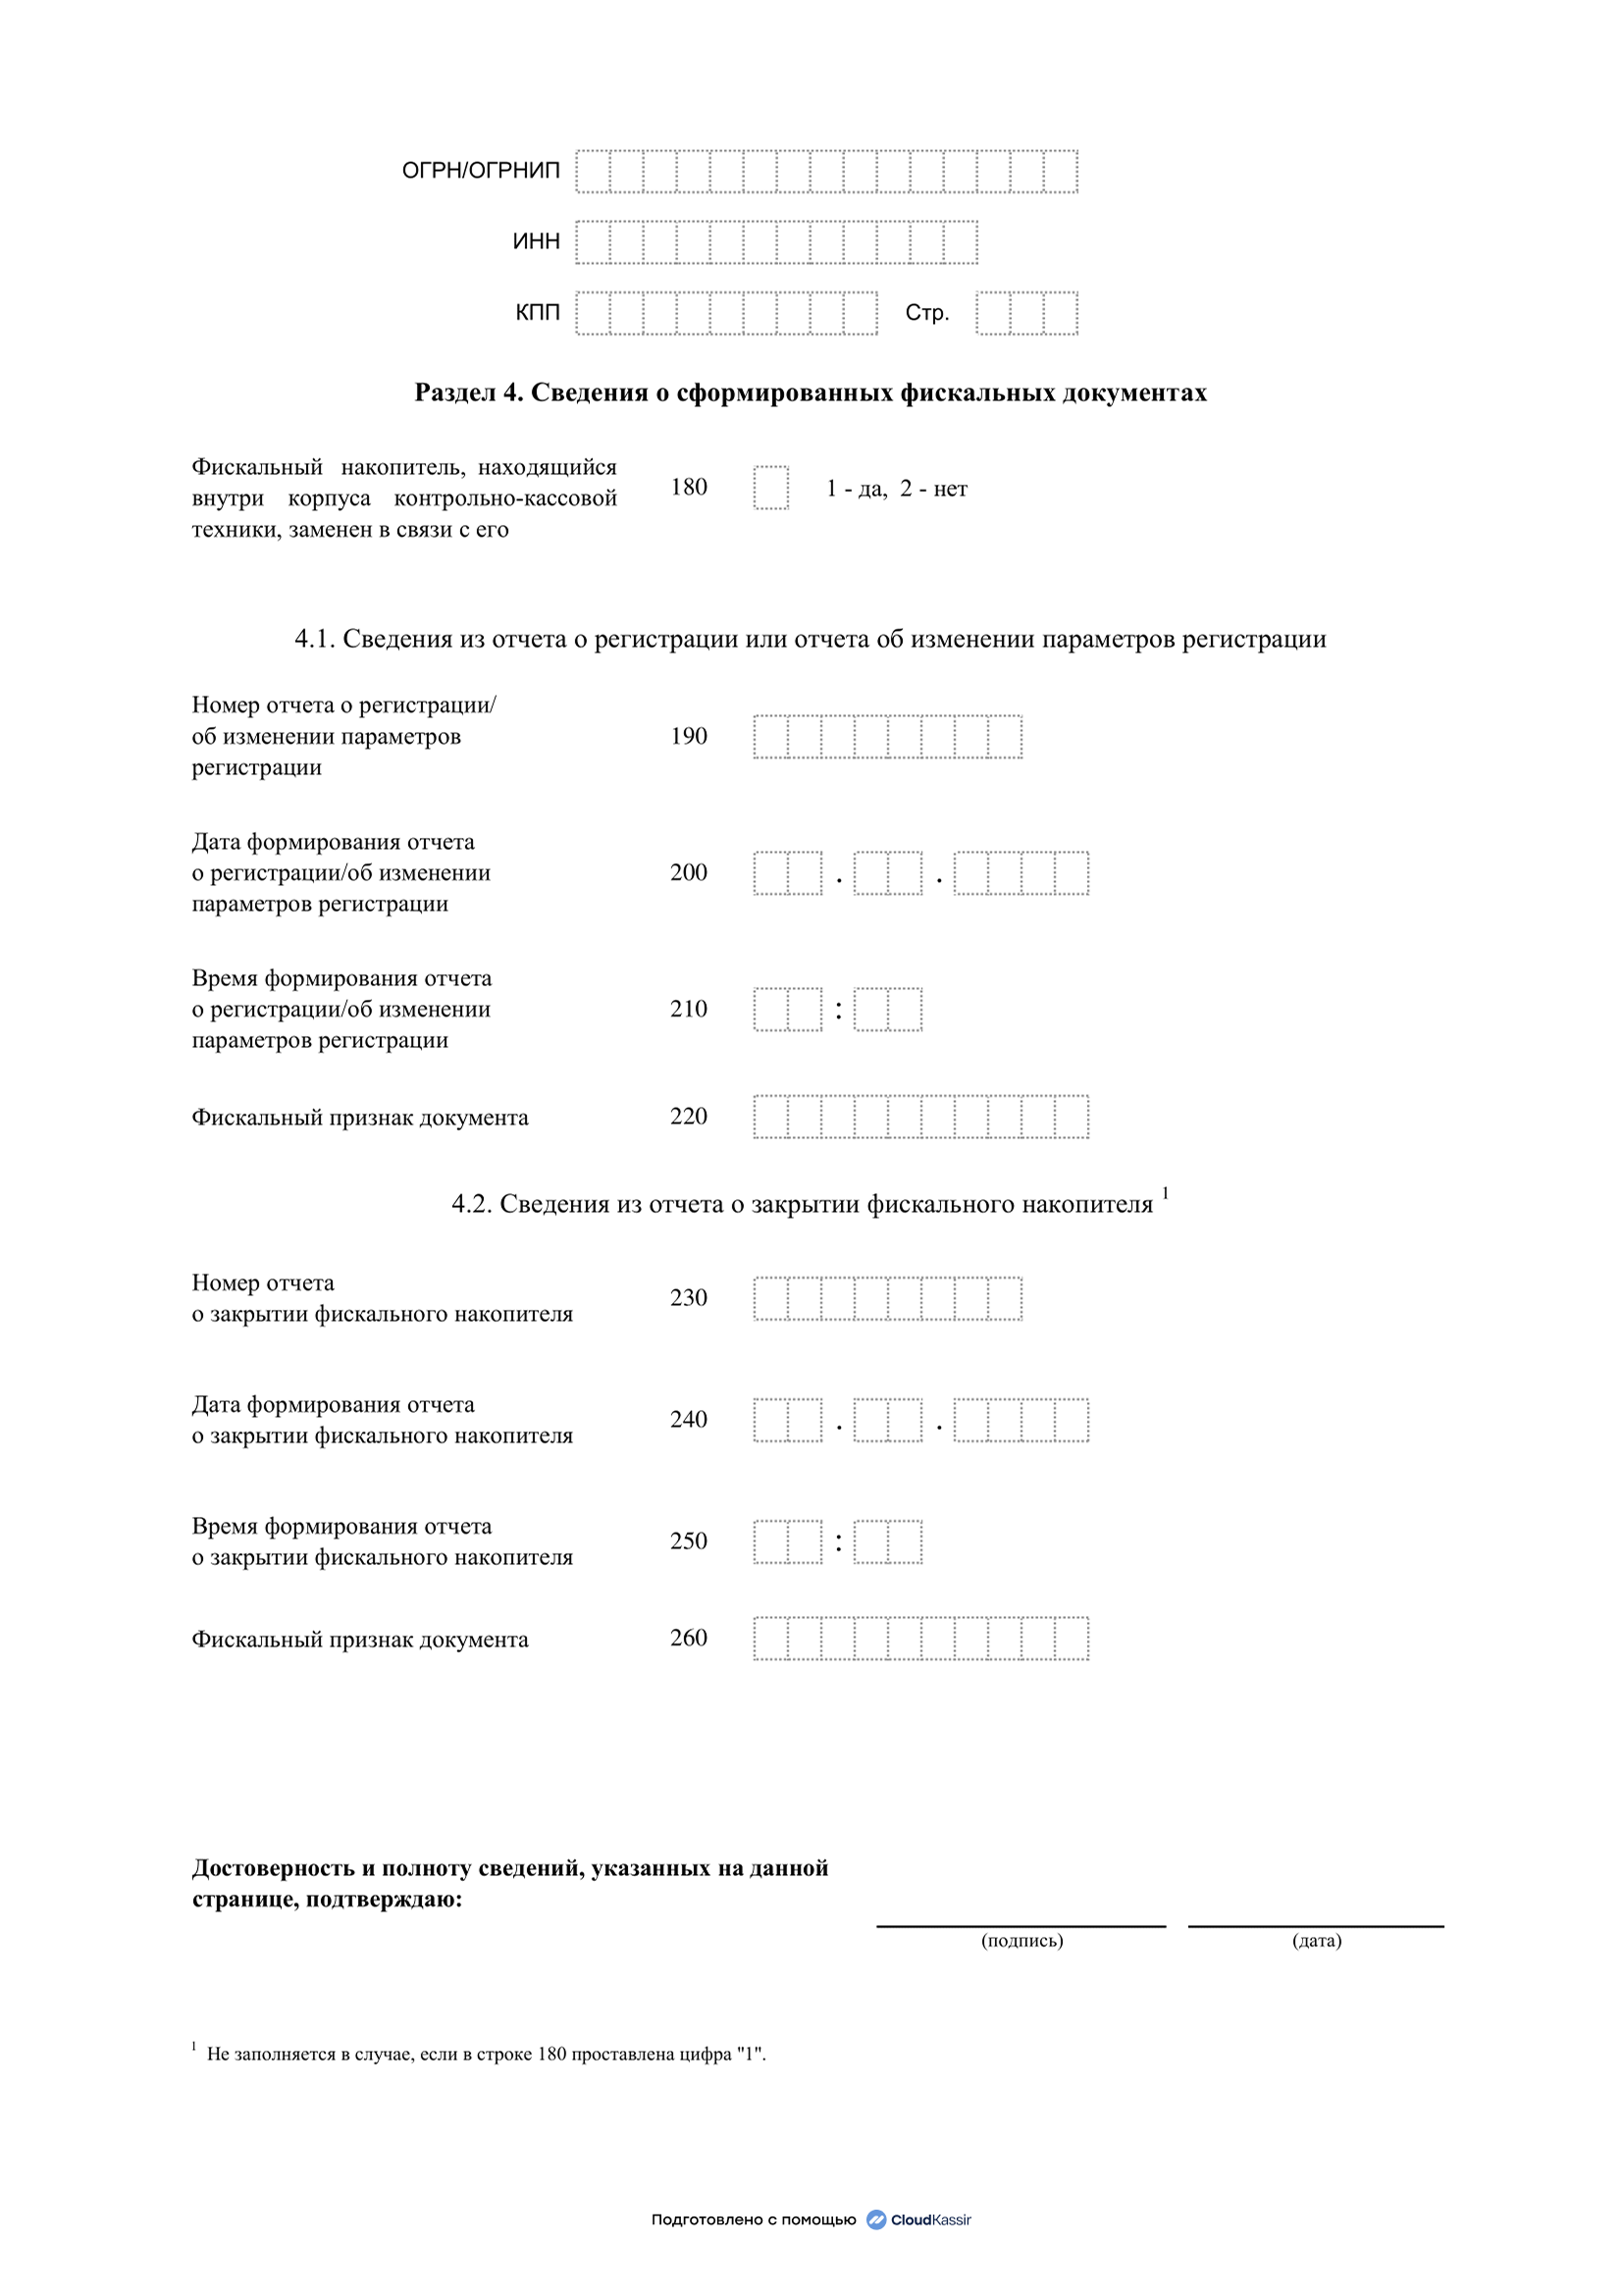 ОГРН/ОГРНИП
ИНН
КПП Стр.
Раздел 4. Сведения о сформированных фискальных документах
Фискальный накопитель, находящийся
внутри корпуса контрольно-кассовой
техники, заменен в связи с его
180 1 - да, 2 - нет
4.1. Сведения из отчета о регистрации или отчета об изменении параметров регистрации
Номер отчета о регистрации/
об изменении параметров
регистрации
190
Дата формирования отчета
о регистрации/об изменении
параметров регистрации
200 . .
Время формирования отчета
о регистрации/об изменении
параметров регистрации
210 :
Фискальный признак документа 220
4.2. Сведения из отчета о закрытии фискального накопителя 1
Номер отчета
о закрытии фискального накопителя
230
Дата формирования отчета
о закрытии фискального накопителя
240 . .
Время формирования отчета
о закрытии фискального накопителя
250 :
Фискальный признак документа 260
Достоверность и полноту сведений, указанных на данной
странице, подтверждаю:
(подпись) (дата)
1 Не заполняется в случае, если в строке 180 проставлена цифра "1".
Подготовлено с помощью CloudKassir